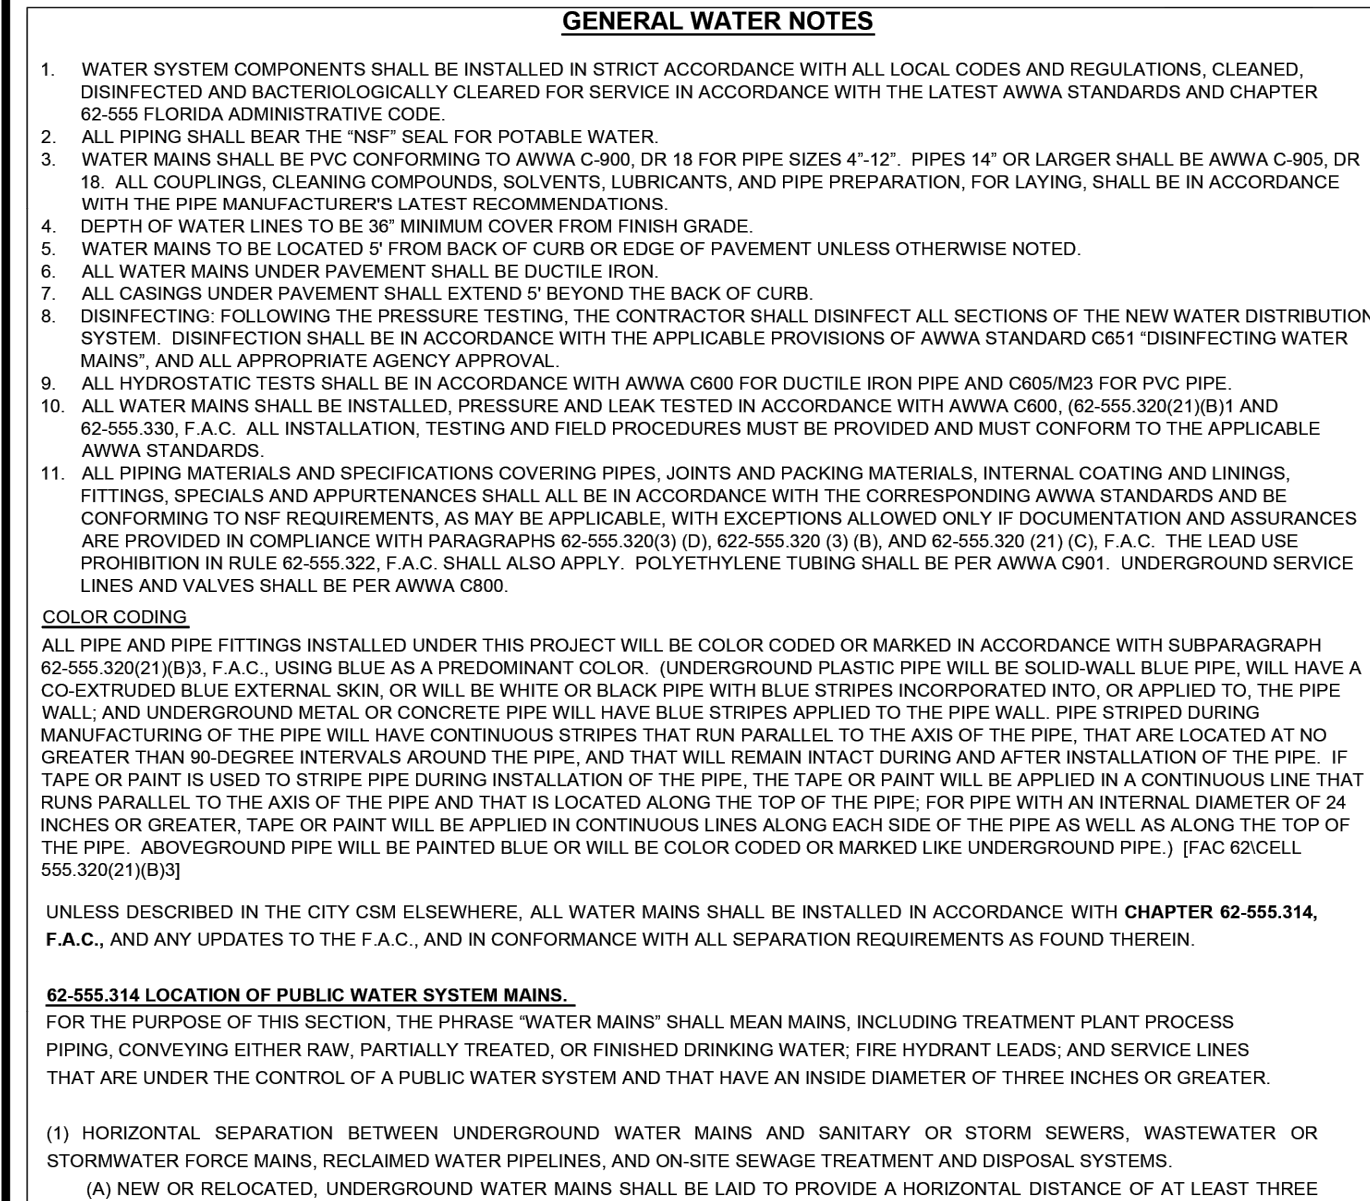 GENERAL WATER NOTES
1. WATER SYSTEM COMPONENTS SHALL BE INSTALLED IN STRICT ACCORDANCE WITH ALL LOCAL CODES AND REGULATIONS, CLEANED,
DISINFECTED AND BACTERIOLOGICALLY CLEARED FOR SERVICE IN ACCORDANCE WITH THE LATEST AWWA STANDARDS AND CHAPTER
62-555 FLORIDA ADMINISTRATIVE CODE.
2. ALL PIPING SHALL BEAR THE “NSF” SEAL FOR POTABLE WATER.
3. WATER MAINS SHALL BE PVC CONFORMING TO AWWA C-900, DR 18 FOR PIPE SIZES 4”-12”. PIPES 14” OR LARGER SHALL BE AWWA C-905, DR
18. ALL COUPLINGS, CLEANING COMPOUNDS, SOLVENTS, LUBRICANTS, AND PIPE PREPARATION, FOR LAYING, SHALL BE IN ACCORDANCE
WITH THE PIPE MANUFACTURER'S LATEST RECOMMENDATIONS.
4. DEPTH OF WATER LINES TO BE 36” MINIMUM COVER FROM FINISH GRADE.
5. WATER MAINS TO BE LOCATED 5' FROM BACK OF CURB OR EDGE OF PAVEMENT UNLESS OTHERWISE NOTED.
6. ALL WATER MAINS UNDER PAVEMENT SHALL BE DUCTILE IRON.
7. ALL CASINGS UNDER PAVEMENT SHALL EXTEND 5' BEYOND THE BACK OF CURB.
8. DISINFECTING: FOLLOWING THE PRESSURE TESTING, THE CONTRACTOR SHALL DISINFECT ALL SECTIONS OF THE NEW WATER DISTRIBUTION
SYSTEM. DISINFECTION SHALL BE IN ACCORDANCE WITH THE APPLICABLE PROVISIONS OF AWWA STANDARD C651 “DISINFECTING WATER
MAINS”, AND ALL APPROPRIATE AGENCY APPROVAL.
9. ALL HYDROSTATIC TESTS SHALL BE IN ACCORDANCE WITH AWWA C600 FOR DUCTILE IRON PIPE AND C605/M23 FOR PVC PIPE.
10. ALL WATER MAINS SHALL BE INSTALLED, PRESSURE AND LEAK TESTED IN ACCORDANCE WITH AWWA C600, (62-555.320(21)(B)1 AND
62-555.330, F.A.C. ALL INSTALLATION, TESTING AND FIELD PROCEDURES MUST BE PROVIDED AND MUST CONFORM TO THE APPLICABLE
AWWA STANDARDS.
11. ALL PIPING MATERIALS AND SPECIFICATIONS COVERING PIPES, JOINTS AND PACKING MATERIALS, INTERNAL COATING AND LININGS,
FITTINGS, SPECIALS AND APPURTENANCES SHALL ALL BE IN ACCORDANCE WITH THE CORRESPONDING AWWA STANDARDS AND BE
CONFORMING TO NSF REQUIREMENTS, AS MAY BE APPLICABLE, WITH EXCEPTIONS ALLOWED ONLY IF DOCUMENTATION AND ASSURANCES
ARE PROVIDED IN COMPLIANCE WITH PARAGRAPHS 62-555.320(3) (D), 622-555.320 (3) (B), AND 62-555.320 (21) (C), F.A.C. THE LEAD USE
PROHIBITION IN RULE 62-555.322, F.A.C. SHALL ALSO APPLY. POLYETHYLENE TUBING SHALL BE PER AWWA C901. UNDERGROUND SERVICE
LINES AND VALVES SHALL BE PER AWWA C800.
COLOR CODING
ALL PIPE AND PIPE FITTINGS INSTALLED UNDER THIS PROJECT WILL BE COLOR CODED OR MARKED IN ACCORDANCE WITH SUBPARAGRAPH
62-555.320(21)(B)3, F.A.C., USING BLUE AS A PREDOMINANT COLOR. (UNDERGROUND PLASTIC PIPE WILL BE SOLID-WALL BLUE PIPE, WILL HAVE A
CO-EXTRUDED BLUE EXTERNAL SKIN, OR WILL BE WHITE OR BLACK PIPE WITH BLUE STRIPES INCORPORATED INTO, OR APPLIED TO, THE PIPE
WALL; AND UNDERGROUND METAL OR CONCRETE PIPE WILL HAVE BLUE STRIPES APPLIED TO THE PIPE WALL. PIPE STRIPED DURING
MANUFACTURING OF THE PIPE WILL HAVE CONTINUOUS STRIPES THAT RUN PARALLEL TO THE AXIS OF THE PIPE, THAT ARE LOCATED AT NO
GREATER THAN 90-DEGREE INTERVALS AROUND THE PIPE, AND THAT WILL REMAIN INTACT DURING AND AFTER INSTALLATION OF THE PIPE. IF
TAPE OR PAINT IS USED TO STRIPE PIPE DURING INSTALLATION OF THE PIPE, THE TAPE OR PAINT WILL BE APPLIED IN A CONTINUOUS LINE THAT
RUNS PARALLEL TO THE AXIS OF THE PIPE AND THAT IS LOCATED ALONG THE TOP OF THE PIPE; FOR PIPE WITH AN INTERNAL DIAMETER OF 24
INCHES OR GREATER, TAPE OR PAINT WILL BE APPLIED IN CONTINUOUS LINES ALONG EACH SIDE OF THE PIPE AS WELL AS ALONG THE TOP OF
THE PIPE. ABOVEGROUND PIPE WILL BE PAINTED BLUE OR WILL BE COLOR CODED OR MARKED LIKE UNDERGROUND PIPE.) [FAC 62\CELL
555.320(21)(B)3]
UNLESS DESCRIBED IN THE CITY CSM ELSEWHERE, ALL WATER MAINS SHALL BE INSTALLED IN ACCORDANCE WITH CHAPTER 62-555.314,
F.A.C., AND ANY UPDATES TO THE F.A.C., AND IN CONFORMANCE WITH ALL SEPARATION REQUIREMENTS AS FOUND THEREIN.
62-555.314 LOCATION OF PUBLIC WATER SYSTEM MAINS.
FOR THE PURPOSE OF THIS SECTION, THE PHRASE “WATER MAINS” SHALL MEAN MAINS, INCLUDING TREATMENT PLANT PROCESS
PIPING, CONVEYING EITHER RAW, PARTIALLY TREATED, OR FINISHED DRINKING WATER; FIRE HYDRANT LEADS; AND SERVICE LINES
THAT ARE UNDER THE CONTROL OF A PUBLIC WATER SYSTEM AND THAT HAVE AN INSIDE DIAMETER OF THREE INCHES OR GREATER.
(1) HORIZONTAL SEPARATION BETWEEN UNDERGROUND WATER MAINS AND SANITARY OR STORM SEWERS, WASTEWATER OR
STORMWATER FORCE MAINS, RECLAIMED WATER PIPELINES, AND ON-SITE SEWAGE TREATMENT AND DISPOSAL SYSTEMS.
(A) NEW OR RELOCATED, UNDERGROUND WATER MAINS SHALL BE LAID TO PROVIDE A HORIZONTAL DISTANCE OF AT LEAST THREE